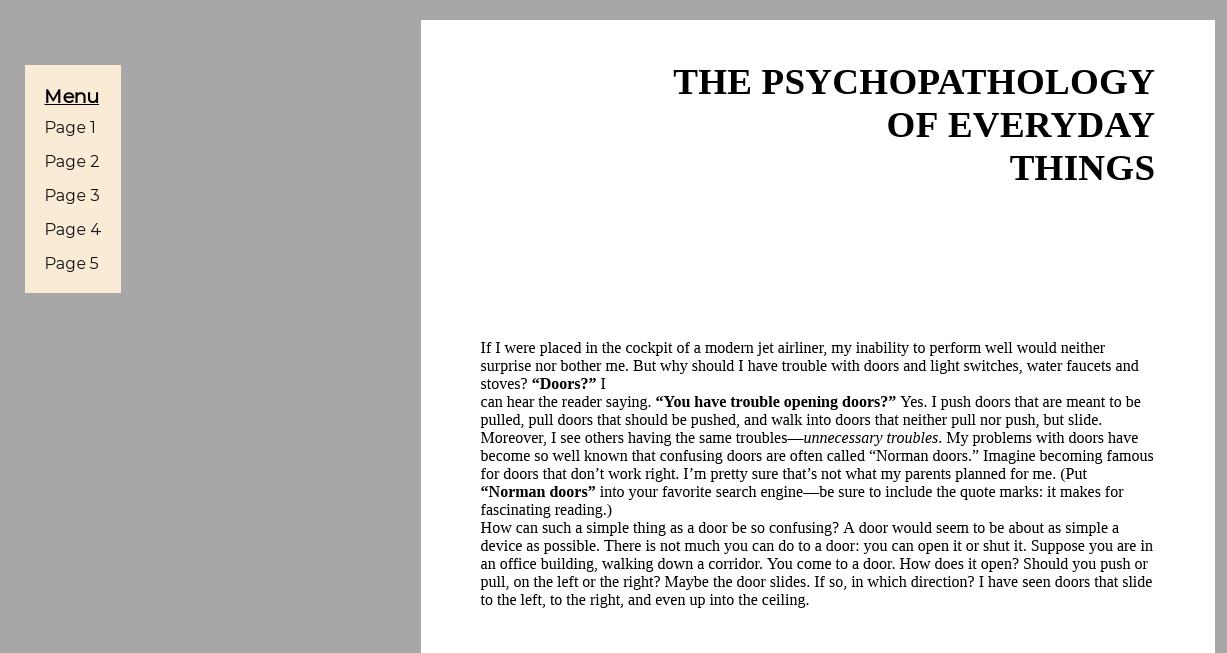 Menu
Page 1
Page 2
Page 3
Page 4
Page 5
THE PSYCHOPATHOLOGY
OF EVERYDAY
THINGS
If I were placed in the cockpit of a modern jet airliner, my inability to perform well would neither
surprise nor bother me. But why should I have trouble with doors and light switches, water faucets and
stoves? “Doors?” I
can hear the reader saying. “You have trouble opening doors?” Yes. I push doors that are meant to be
pulled, pull doors that should be pushed, and walk into doors that neither pull nor push, but slide.
Moreover, I see others having the same troubles—unnecessary troubles. My problems with doors have
become so well known that confusing doors are often called “Norman doors.” Imagine becoming famous
for doors that don’t work right. I’m pretty sure that’s not what my parents planned for me. (Put
“Norman doors” into your favorite search engine—be sure to include the quote marks: it makes for
fascinating reading.)
How can such a simple thing as a door be so confusing? A door would seem to be about as simple a
device as possible. There is not much you can do to a door: you can open it or shut it. Suppose you are in
an office building, walking down a corridor. You come to a door. How does it open? Should you push or
pull, on the left or the right? Maybe the door slides. If so, in which direction? I have seen doors that slide
to the left, to the right, and even up into the ceiling.